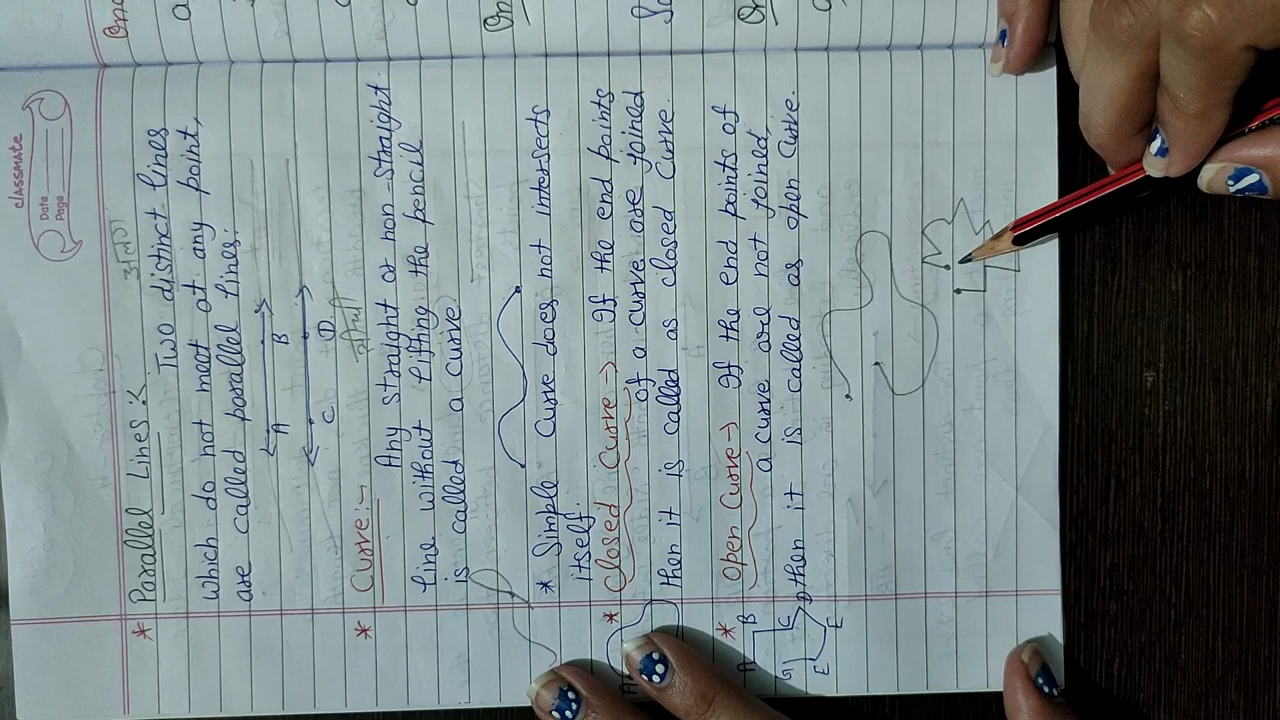 classmate
Date
Page
* Parallel Lines :- Two distinct lines
अलग
which do not meet at any point,
are called parallel lines.
A B
C D
* Curve:-
Any straight or non-straight
line without lifting the pencil
is called a curve.
* Simple Curve does not intersects
itself.
* Closed Curve → If the end points
of a curve are joined
then it is called as closed curve.
A
* Open Curve → If the end points of
a curve are not joined,
then it is called as open curve.
A B
G C D
E E